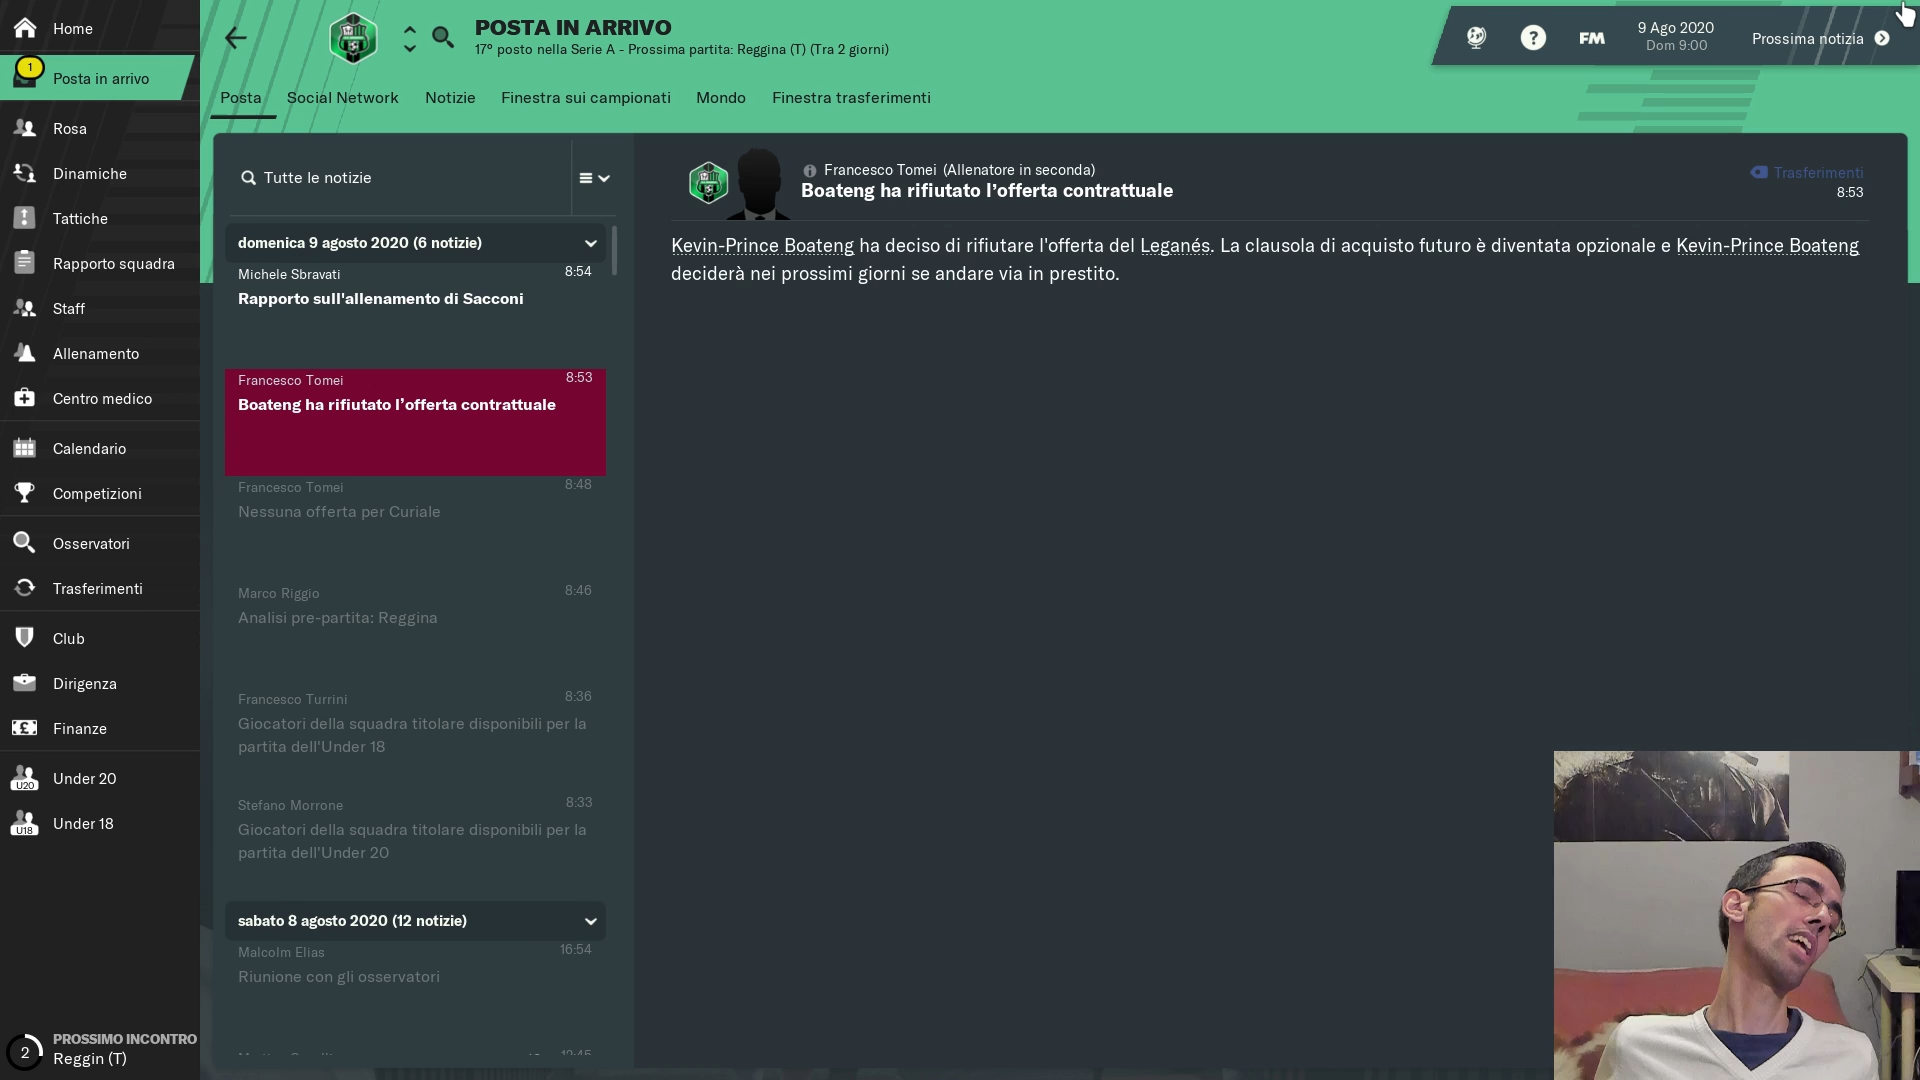 Home
1
Posta in arrivo
Rosa
Dinamiche
Tattiche
Rapporto squadra
Staff
Allenamento
Centro medico
Calendario
Competizioni
Osservatori
Trasferimenti
Club
Dirigenza
Finanze
U20
Under 20
U18
Under 18
2
PROSSIMO INCONTRO
Reggin (T)
POSTA IN ARRIVO
17° posto nella Serie A - Prossima partita: Reggina (T) (Tra 2 giorni)
?
FM
9 Ago 2020
Dom 9:00
Prossima notizia
Posta
Social Network
Notizie
Finestra sui campionati
Mondo
Finestra trasferimenti
Tutte le notizie
domenica 9 agosto 2020 (6 notizie)
Michele Sbravati 8:54
Rapporto sull'allenamento di Sacconi
Francesco Tomei 8:53
Boateng ha rifiutato l’offerta contrattuale
Francesco Tomei 8:48
Nessuna offerta per Curiale
Marco Riggio 8:46
Analisi pre-partita: Reggina
Francesco Turrini 8:36
Giocatori della squadra titolare disponibili per la
partita dell'Under 18
Stefano Morrone 8:33
Giocatori della squadra titolare disponibili per la
partita dell'Under 20
sabato 8 agosto 2020 (12 notizie)
Malcolm Elias 16:54
Riunione con gli osservatori
Francesco Tomei (Allenatore in seconda)
Boateng ha rifiutato l’offerta contrattuale
Trasferimenti
8:53
Kevin-Prince Boateng ha deciso di rifiutare l'offerta del Leganés. La clausola di acquisto futuro è diventata opzionale e Kevin-Prince Boateng
deciderà nei prossimi giorni se andare via in prestito.